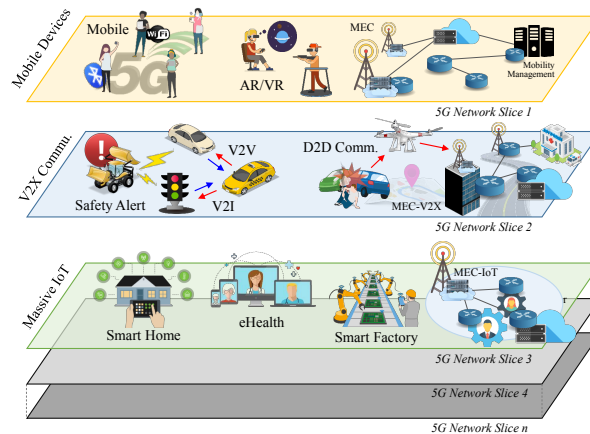 Mobile Devices
Mobile
WiFi
5G
AR/VR
MEC
Mobility
Management
5G Network Slice 1
V2X Commu.
Safety Alert
V2V
V2I
D2D Comm.
MEC-V2X
5G Network Slice 2
Massive IoT
Smart Home
eHealth
Smart Factory
MEC-IoT
5G Network Slice 3
5G Network Slice 4
5G Network Slice n